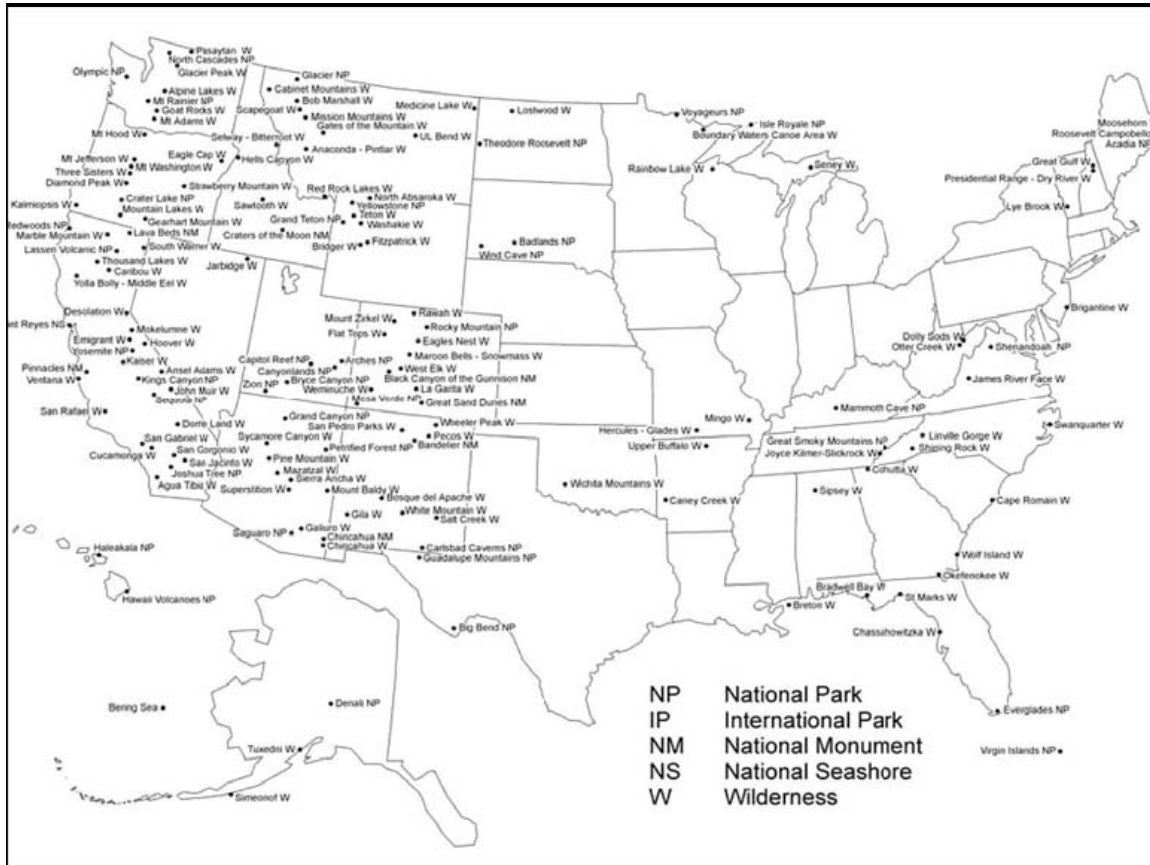 Pasayten W
North Cascades NP
Glacier Peak W
Olympic NP
Alpine Lakes W
Mt Rainier NP
Goat Rocks W
Mt Adams W
Mt Hood W
Mt Jefferson W
Mt Washington W
Three Sisters W
Diamond Peak W
Eagle Cap W
Hells Canyon W
Strawberry Mountain W
Kalmiopsis W
Crater Lake NP
Mountain Lakes W
Gearhart Mountain W
Redwoods NP
Marble Mountain W
Lava Beds NM
South Warner W
Lassen Volcanic NP
Thousand Lakes W
Caribou W
Yolla Bolly - Middle Eel W
Jarbidge W
Desolation W
nt Reyes NS
Mokelumne W
Emigrant W
Hoover W
Yosemite NP
Kaiser W
Ansel Adams W
Pinnacles NM
Ventana W
Kings Canyon NP
John Muir W
Sequoia NP
San Rafael W
Dome Land W
San Gabriel W
Cucamonga W
San Gorgonio W
San Jacinto W
Joshua Tree NP
Agua Tibia W
Glacier NP
Cabinet Mountains W
Bob Marshall W
Scapegoat W
Mission Mountains W
Gates of the Mountain W
Selway - Bitterroot W
Anaconda - Pintlar W
Medicine Lake W
UL Bend W
Red Rock Lakes W
Sawtooth W
North Absaroka W
Yellowstone NP
Grand Teton NP
Teton W
Washakie W
Craters of the Moon NM
Bridger W
Fitzpatrick W
Lostwood W
Theodore Roosevelt NP
Badlands NP
Wind Cave NP
Mount Zirkel W
Rawah W
Rocky Mountain NP
Flat Tops W
Eagles Nest W
Maroon Bells - Snowmass W
Capitol Reef NP
Arches NP
Canyonlands NP
West Elk W
Black Canyon of the Gunnison NM
Bryce Canyon NP
Zion NP
Weminuche W
La Garita W
Mesa Verde NP
Great Sand Dunes NM
Grand Canyon NP
San Pedro Parks W
Wheeler Peak W
Sycamore Canyon W
Pecos W
Petrified Forest NP
Bandelier NM
Pine Mountain W
Mazatzal W
Sierra Ancha W
Superstition W
Mount Baldy W
Bosque del Apache W
Gila W
White Mountain W
Salt Creek W
Saguaro NP
Galiuro W
Chiricahua NM
Chiricahua W
Carlsbad Caverns NP
Guadalupe Mountains NP
Big Bend NP
Voyageurs NP
Isle Royale NP
Boundary Waters Canoe Area W
Rainbow Lake W
Seney W
Moosehorn
Roosevelt Campobello
Acadia NP
Great Gulf W
Presidential Range - Dry River W
Lye Brook W
Brigantine W
Dolly Sods W
Otter Creek W
Shenandoah NP
James River Face W
Mammoth Cave NP
Mingo W
Hercules - Glades W
Upper Buffalo W
Great Smoky Mountains NP
Joyce Kilmer-Slickrock W
Linville Gorge W
Shiping Rock W
Swanquarter W
Cohutta W
Wichita Mountains W
Caney Creek W
Sipsey W
Cape Romain W
Wolf Island W
Okefenokee W
Bradwell Bay W
St Marks W
Breton W
Chassahowitzka W
Everglades NP
Virgin Islands NP
Haleakala NP
Hawaii Volcanoes NP
Bering Sea
Denali NP
Tuxedni W
Simeonof W
NP National Park
IP International Park
NM National Monument
NS National Seashore
W Wilderness